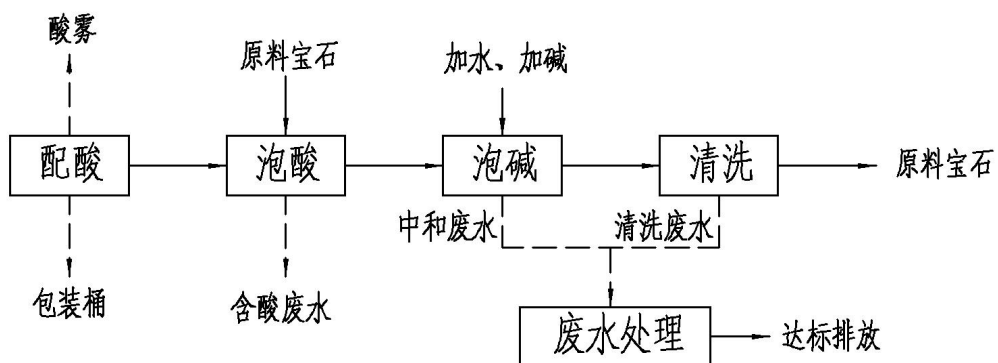 酸雾
原料宝石
加水、加碱
配酸
泡酸
泡碱
清洗
原料宝石
中和废水
清洗废水
包装桶
含酸废水
废水处理
达标排放